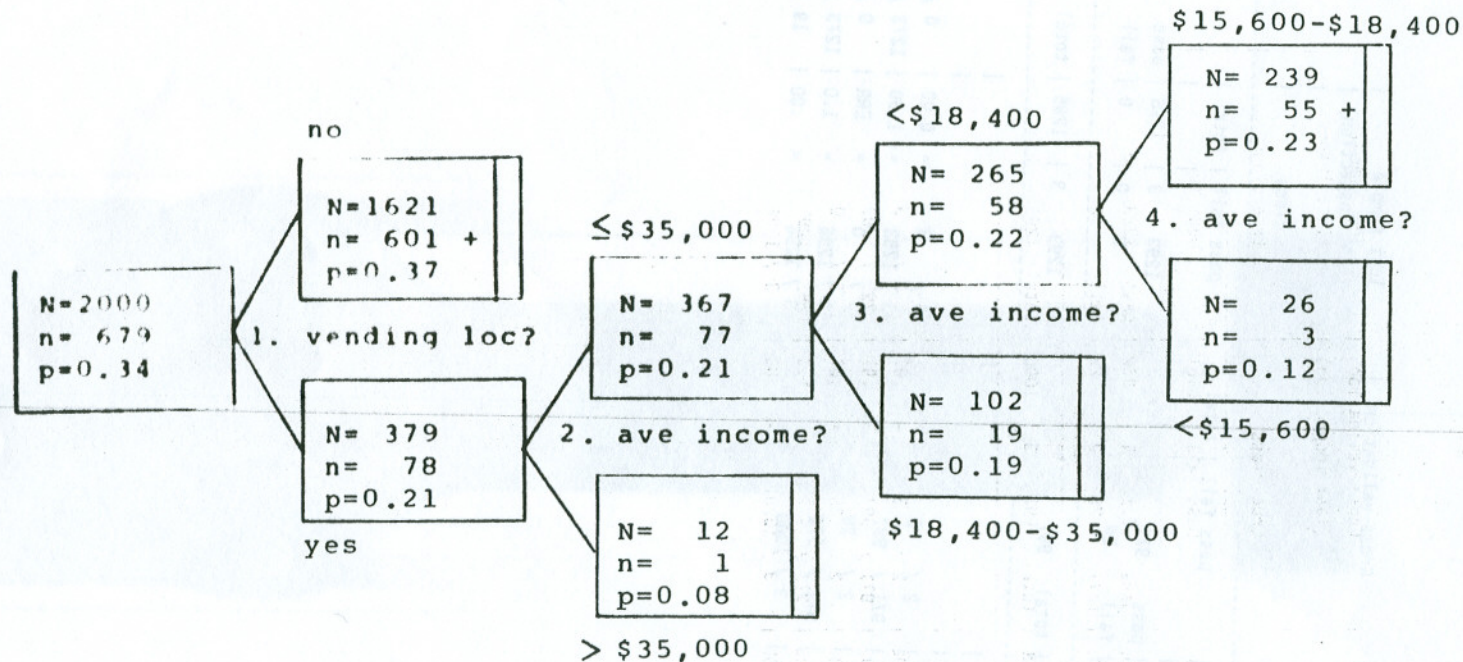 N=2000
n= 679
p=0.34
1. vending loc?
no
N=1621
n= 601 +
p=0.37
N= 379
n= 78
p=0.21
yes
2. ave income?
≤ $35,000
N= 367
n= 77
p=0.21
N= 12
n= 1
p=0.08
> $35,000
3. ave income?
<$18,400
N= 265
n= 58
p=0.22
N= 102
n= 19
p=0.19
$18,400-$35,000
4. ave income?
$15,600-$18,400
N= 239
n= 55 +
p=0.23
N= 26
n= 3
p=0.12
<$15,600